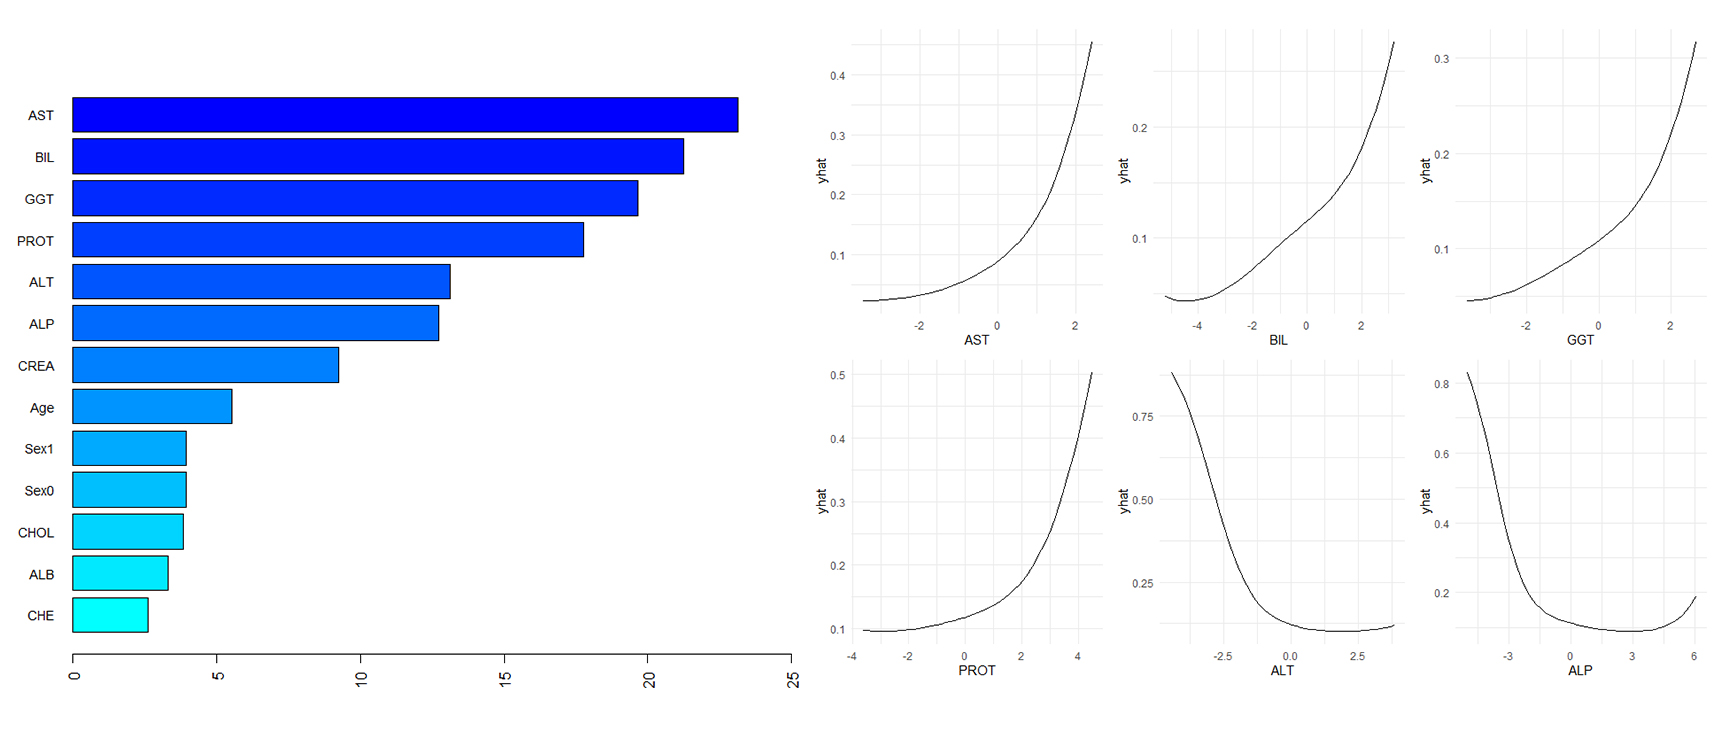 AST
BIL
GGT
PROT
ALT
ALP
CREA
Age
Sex1
Sex0
CHOL
ALB
CHE
0 5 10 15 20 25
yhat
0.4
0.3
0.2
0.1
-2 0 2
AST
yhat
0.2
0.1
-4 -2 0 2
BIL
yhat
0.3
0.2
0.1
-2 0 2
GGT
yhat
0.5
0.4
0.3
0.2
0.1
-4 -2 0 2 4
PROT
yhat
0.75
0.50
0.25
-2.5 0.0 2.5
ALT
yhat
0.8
0.6
0.4
0.2
-3 0 3 6
ALP